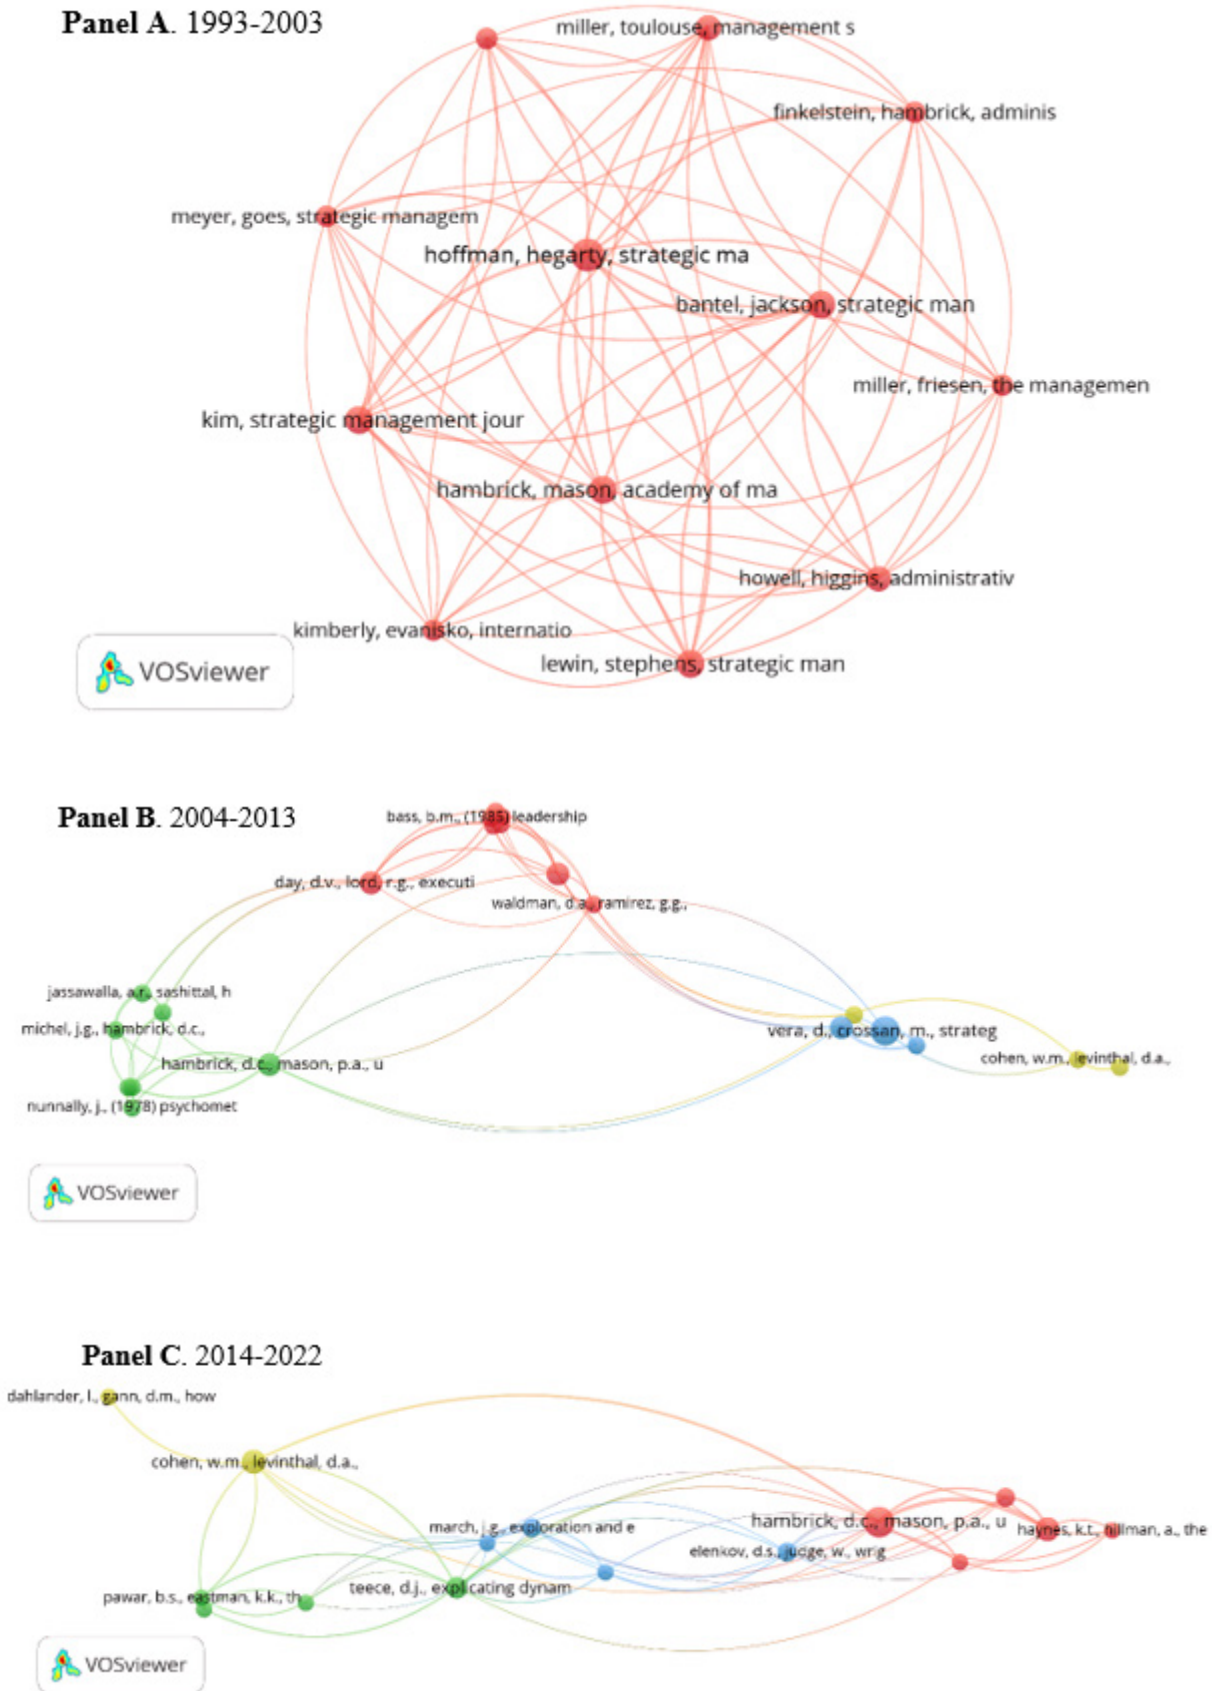 Panel A. 1993-2003
miller, toulouse, management s
finkelstein, hambrick, adminis
meyer, goes, strategic managem
hoffman, hegarty, strategic ma
bantel, jackson, strategic man
miller, friesen, the managemen
kim, strategic management jour
hambrick, mason, academy of ma
howell, higgins, administrativ
kimberly, evanisko, internatio
lewin, stephens, strategic man
VOSviewer
Panel B. 2004-2013
bass, b.m., (1985) leadership
day, d.v., lord, r.g., executi
waldman, d.a., ramirez, g.g.,
jassawalla, a.r., sashittal, h
michel, j.g., hambrick, d.c.,
vera, d., crossan, m., strateg
hambrick, d.c., mason, p.a., u
cohen, w.m., levinthal, d.a.,
nunnally, j., (1978) psychomet
VOSviewer
Panel C. 2014-2022
dahlander, l., gann, d.m., how
cohen, w.m., levinthal, d.a.,
hambrick, d.c., mason, p.a., u
march, j.g., exploration and e
haynes, k.t., hillman, a., the
elenkov, d.s., judge, w., wrig
teece, d.j., explicating dynam
pawar, b.s., eastman, k.k., th
VOSviewer